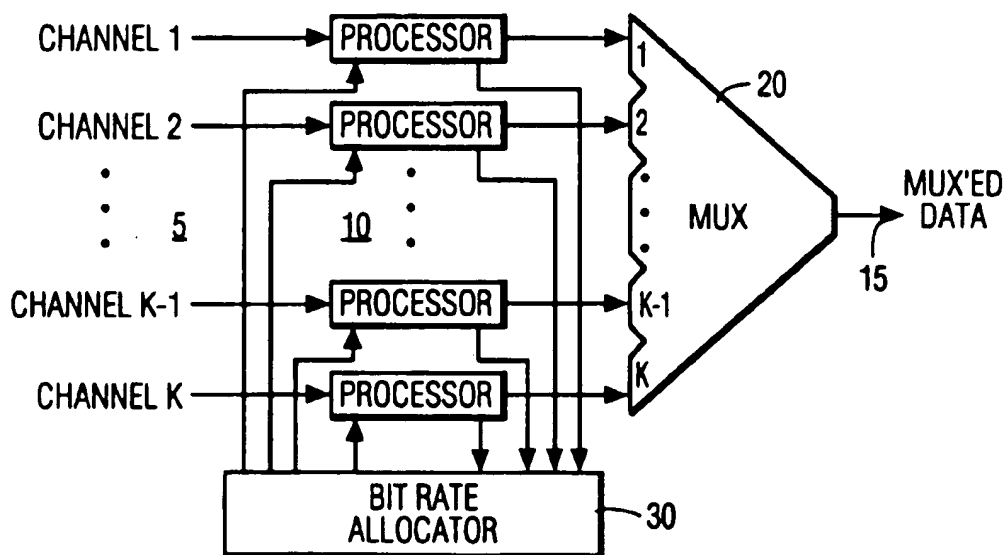 CHANNEL 1
PROCESSOR
1
20
CHANNEL 2
PROCESSOR
2
5
10
MUX
MUX'ED
DATA
15
CHANNEL K-1
PROCESSOR
K-1
CHANNEL K
PROCESSOR
K
BIT RATE
ALLOCATOR
30